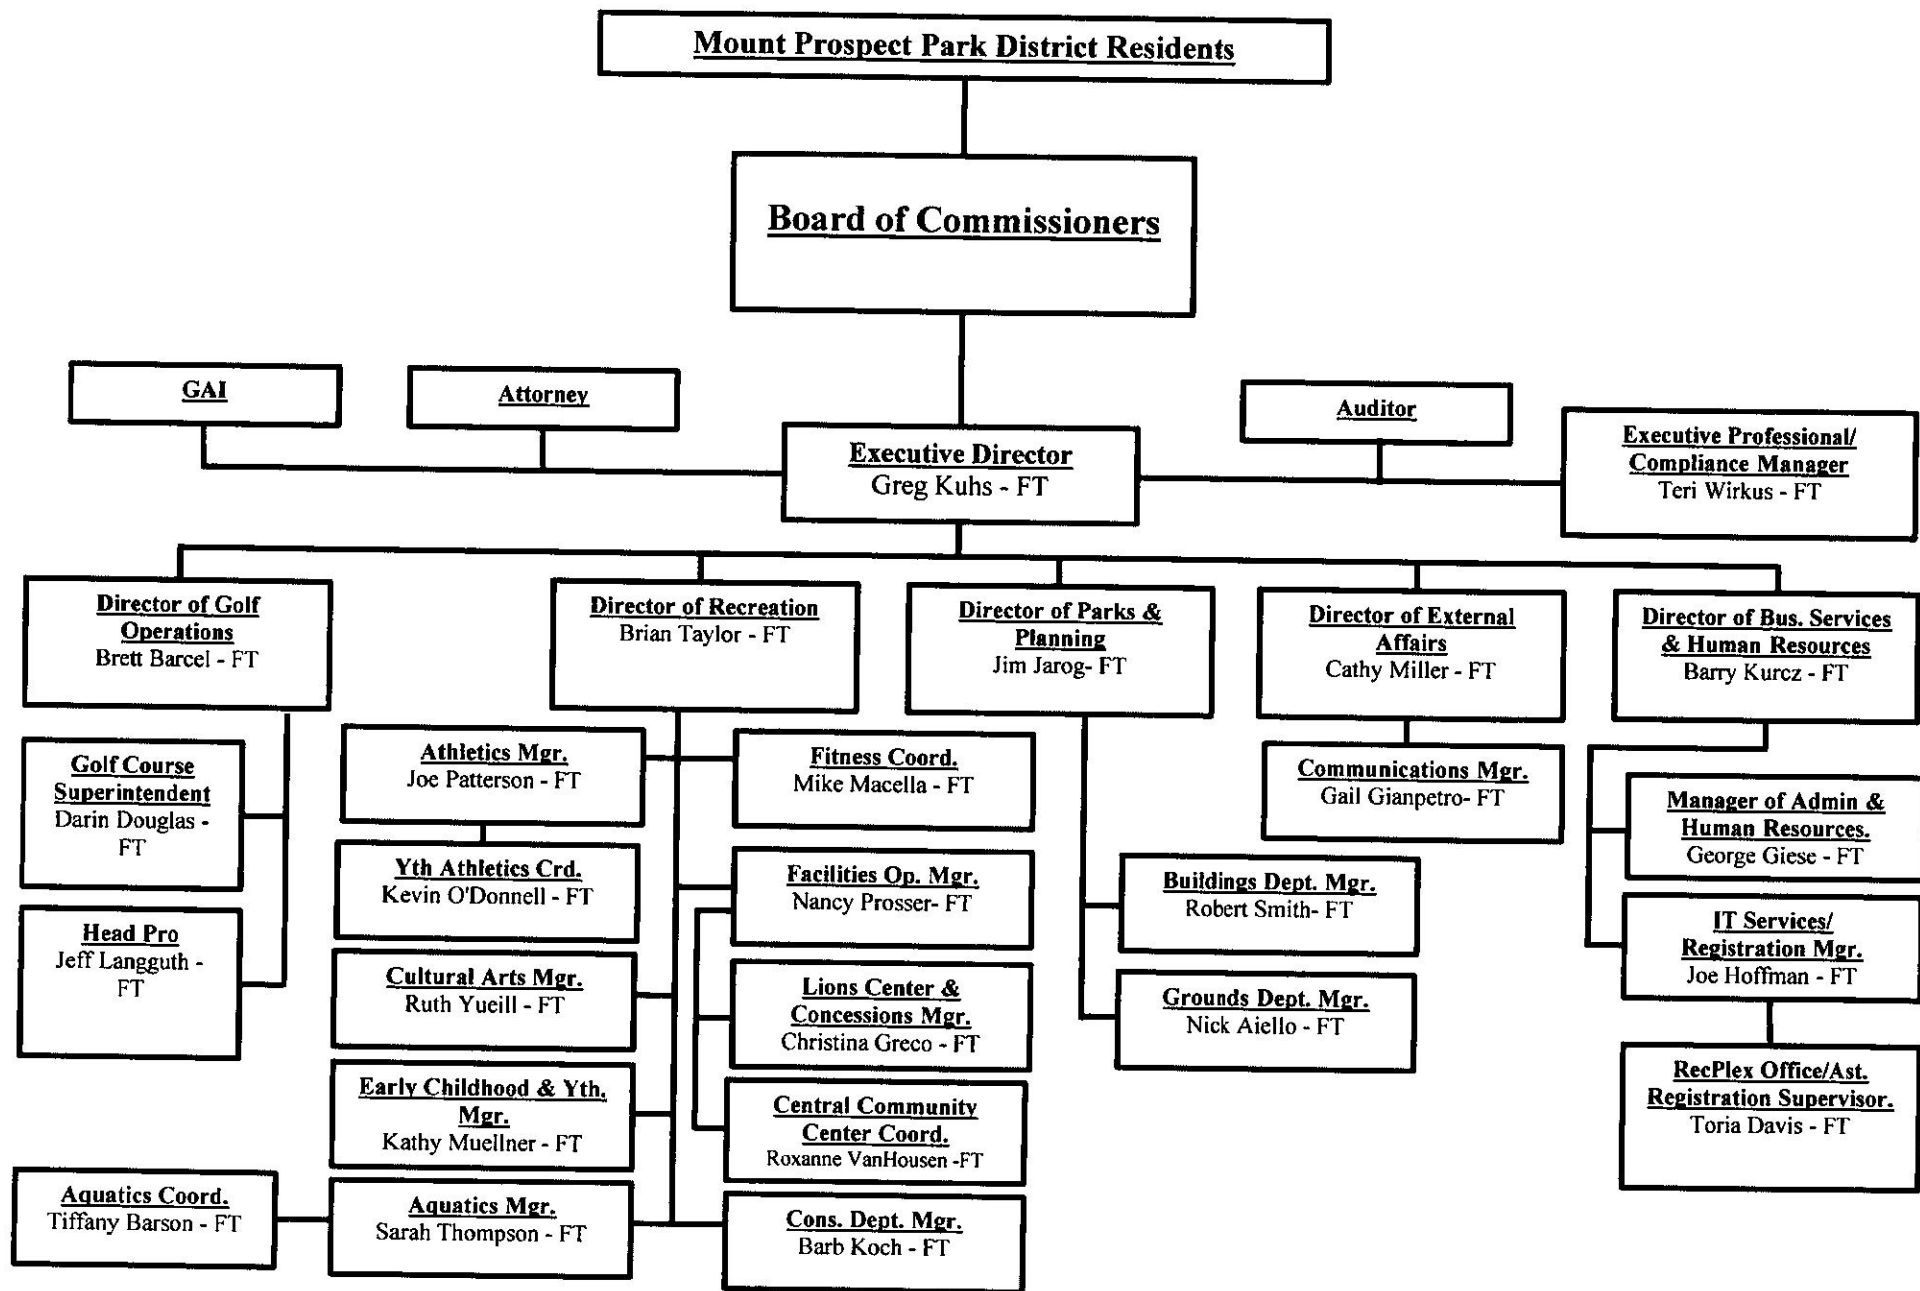 Mount Prospect Park District Residents
Board of Commissioners
GAI
Attorney
Auditor
Executive Director
Greg Kuhs - FT
Executive Professional/
Compliance Manager
Teri Wirkus - FT
Director of Golf
Operations
Brett Barcel - FT
Director of Recreation
Brian Taylor - FT
Director of Parks &
Planning
Jim Jarog- FT
Director of External
Affairs
Cathy Miller - FT
Director of Bus. Services
& Human Resources
Barry Kurcz - FT
Golf Course
Superintendent
Darin Douglas -
FT
Head Pro
Jeff Langguth -
FT
Athletics Mgr.
Joe Patterson - FT
Yth Athletics Crd.
Kevin O'Donnell - FT
Cultural Arts Mgr.
Ruth Yueill - FT
Early Childhood & Yth.
Mgr.
Kathy Muellner - FT
Aquatics Mgr.
Sarah Thompson - FT
Aquatics Coord.
Tiffany Barson - FT
Fitness Coord.
Mike Macella - FT
Facilities Op. Mgr.
Nancy Prosser- FT
Lions Center &
Concessions Mgr.
Christina Greco - FT
Central Community
Center Coord.
Roxanne VanHousen -FT
Cons. Dept. Mgr.
Barb Koch - FT
Buildings Dept. Mgr.
Robert Smith- FT
Grounds Dept. Mgr.
Nick Aiello - FT
Communications Mgr.
Gail Gianpetro- FT
Manager of Admin &
Human Resources.
George Giese - FT
IT Services/
Registration Mgr.
Joe Hoffman - FT
RecPlex Office/Ast.
Registration Supervisor.
Toria Davis - FT